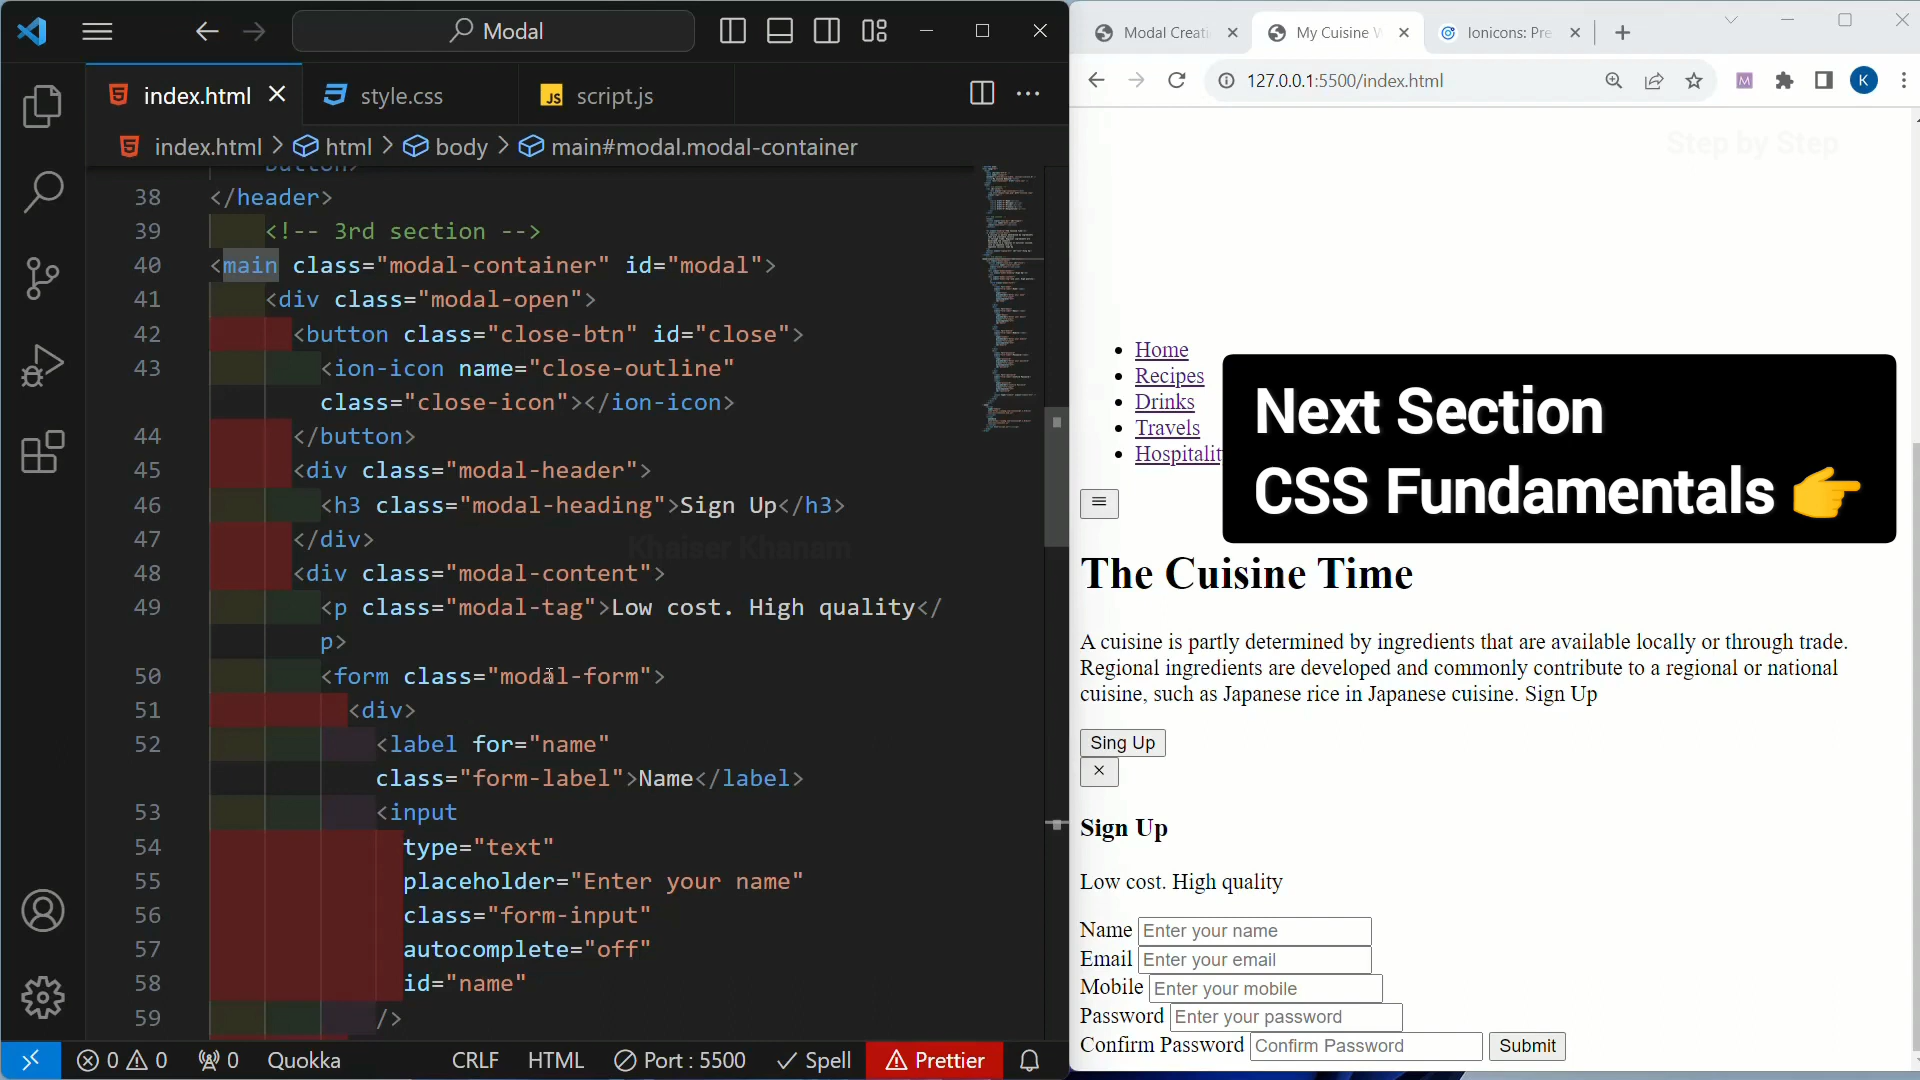 Modal
index.html
style.css
script.js
index.html > html > body > main#modal.modal-container
button>
38 </header>
39 <!-- 3rd section -->
40 <main class="modal-container" id="modal">
41 <div class="modal-open">
42 <button class="close-btn" id="close">
43 <ion-icon name="close-outline"
class="close-icon"></ion-icon>
44 </button>
45 <div class="modal-header">
46 <h3 class="modal-heading">Sign Up</h3>
47 </div>
48 <div class="modal-content">
49 <p class="modal-tag">Low cost. High quality</
p>
50 <form class="modal-form">
51 <div>
52 <label for="name"
class="form-label">Name</label>
53 <input
54 type="text"
55 placeholder="Enter your name"
56 class="form-input"
57 autocomplete="off"
58 id="name"
59 />
Khaiser Khanam
0 0 0 Quokka CRLF HTML Port : 5500 Spell Prettier
Modal Creati
My Cuisine W
Ionicons: Pre
127.0.0.1:5500/index.html
K
Step by Step
Home
Recipes
Drinks
Travels
Hospitalit
Next Section
CSS Fundamentals
The Cuisine Time
A cuisine is partly determined by ingredients that are available locally or through trade.
Regional ingredients are developed and commonly contribute to a regional or national
cuisine, such as Japanese rice in Japanese cuisine. Sign Up
Sing Up
Sign Up
Low cost. High quality
Name Enter your name
Email Enter your email
Mobile Enter your mobile
Password Enter your password
Confirm Password Confirm Password Submit